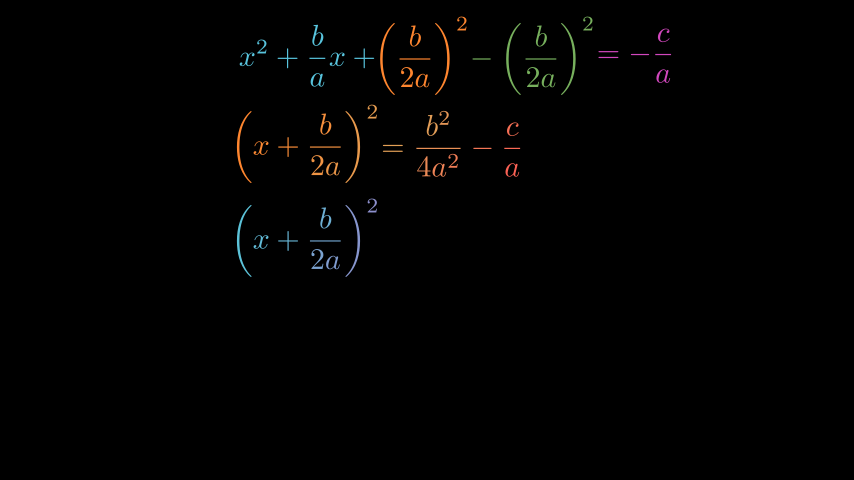 x² + b/a x + (b/2a)² − (b/2a)² = − c/a
(x + b/2a)² = b²/4a² − c/a
(x + b/2a)²